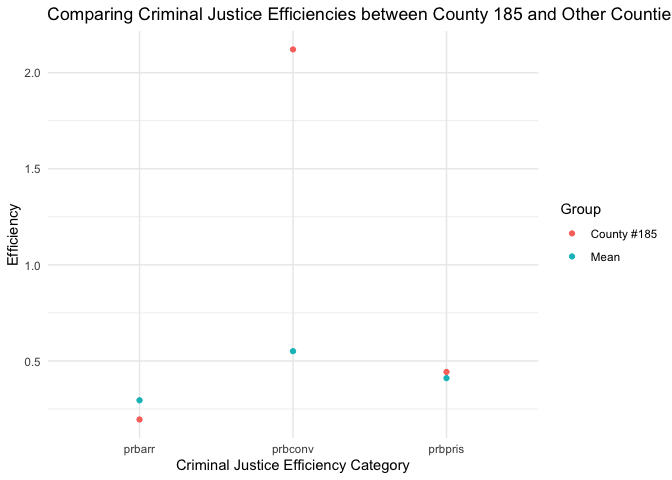 Comparing Criminal Justice Efficiencies between County 185 and Other Countie
2.0
1.5
1.0
0.5
Efficiency
prbarr prbconv prbpris
Criminal Justice Efficiency Category
Group
County #185
Mean